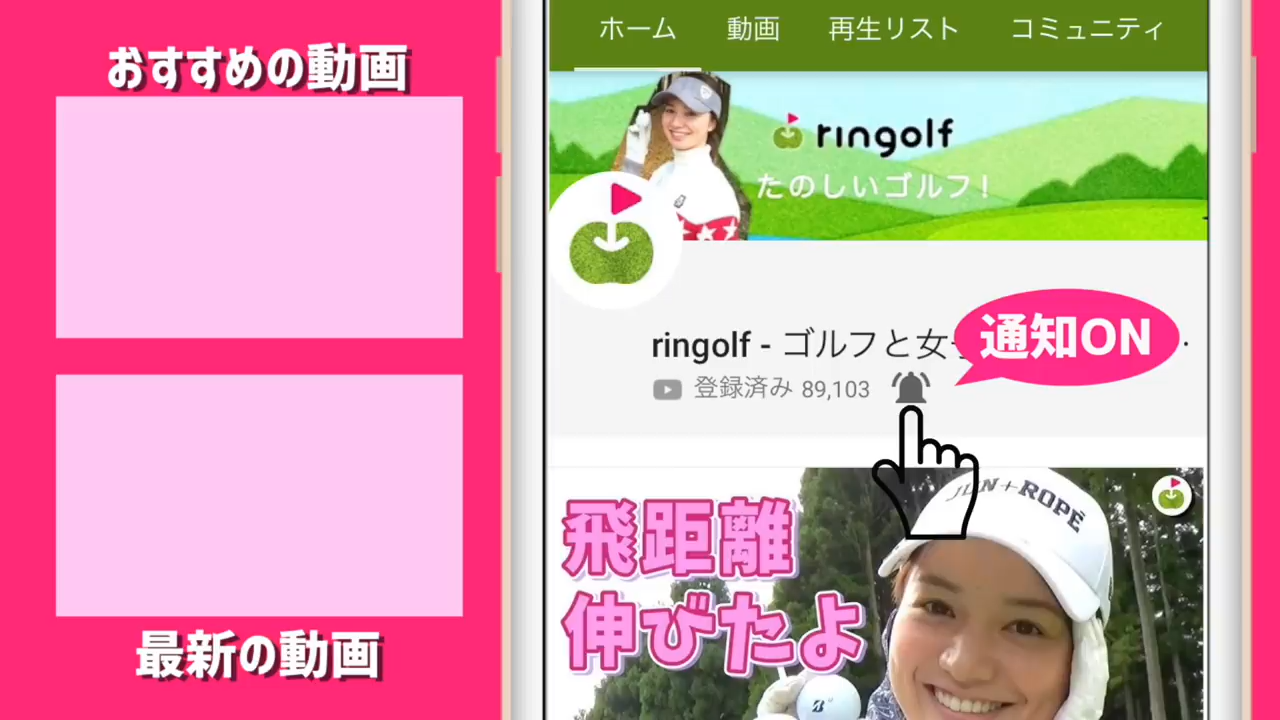 おすすめの動画
最新の動画
ホーム 動画 再生リスト コミュニティ
ringolf
たのしいゴルフ!
ringolf - ゴルフと女
通知ON
登録済み 89,103
JUN+ROPÉ
飛距離
伸びたよ
B